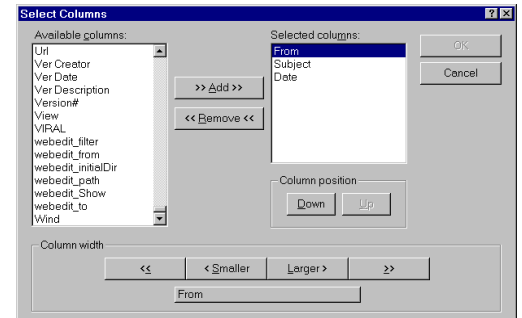 Select Columns
Available columns:
Url
Ver Creator
Ver Date
Ver Description
Version#
View
VIRAL
webedit_filter
webedit_from
webedit_initialDir
webedit_path
webedit_Show
webedit_to
Wind
>> Add >>
<< Remove <<
Selected columns:
From
Subject
Date
OK
Cancel
Column position
Down
Up
Column width
<<
< Smaller
Larger >
>>
From